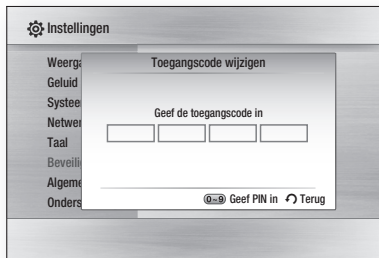 Instellingen
Toegangscode wijzigen
Weerga
Geluid
Systee
Netwer
Taal
Beveilig
Algeme
Onders
Geef de toegangscode in
0~9 Geef PIN in Terug